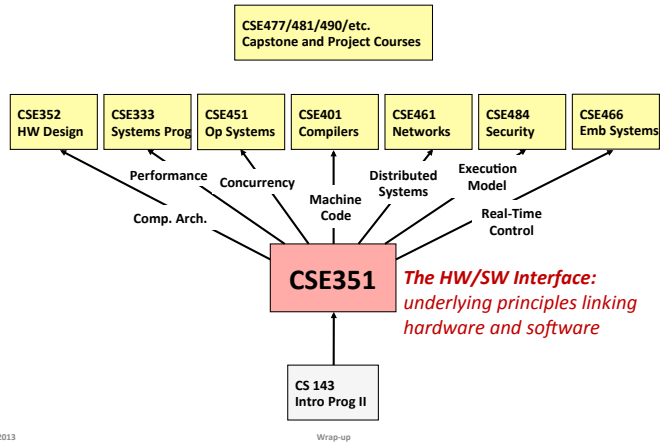 CSE477/481/490/etc.
Capstone and Project Courses
CSE352
HW Design
CSE333
Systems Prog
CSE451
Op Systems
CSE401
Compilers
CSE461
Networks
CSE484
Security
CSE466
Emb Systems
Performance
Concurrency
Comp. Arch.
Machine
Code
Distributed
Systems
Execution
Model
Real-Time
Control
CSE351
The HW/SW Interface:
underlying principles linking
hardware and software
CS 143
Intro Prog II
2013
Wrap-up